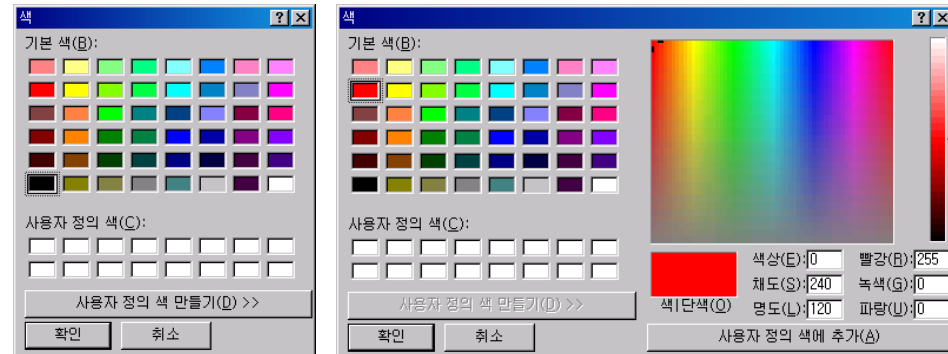 색
기본 색(B):
사용자 정의 색(C):
사용자 정의 색 만들기(D) >>
확인
취소
색
기본 색(B):
사용자 정의 색(C):
사용자 정의 색 만들기(D) >>
확인
취소
색상(E): 0
빨강(R): 255
채도(S): 240
녹색(G): 0
색|단색(O)
명도(L): 120
파랑(U): 0
사용자 정의 색에 추가(A)